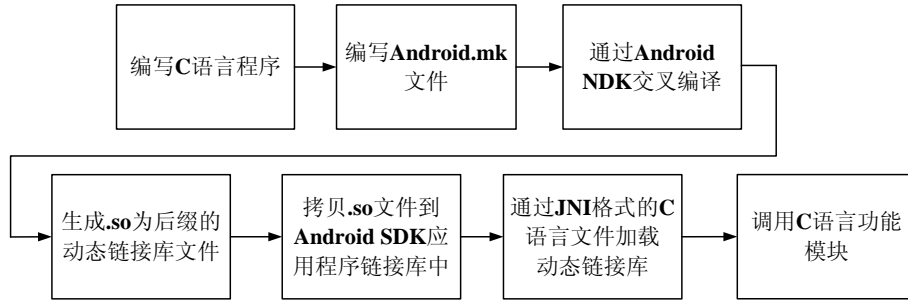 编写C语言程序
编写Android.mk
文件
通过Android
NDK交叉编译
生成.so为后缀的
动态链接库文件
拷贝.so文件到
Android SDK应
用程序链接库中
通过JNI格式的C
语言文件加载
动态链接库
调用C语言功能
模块